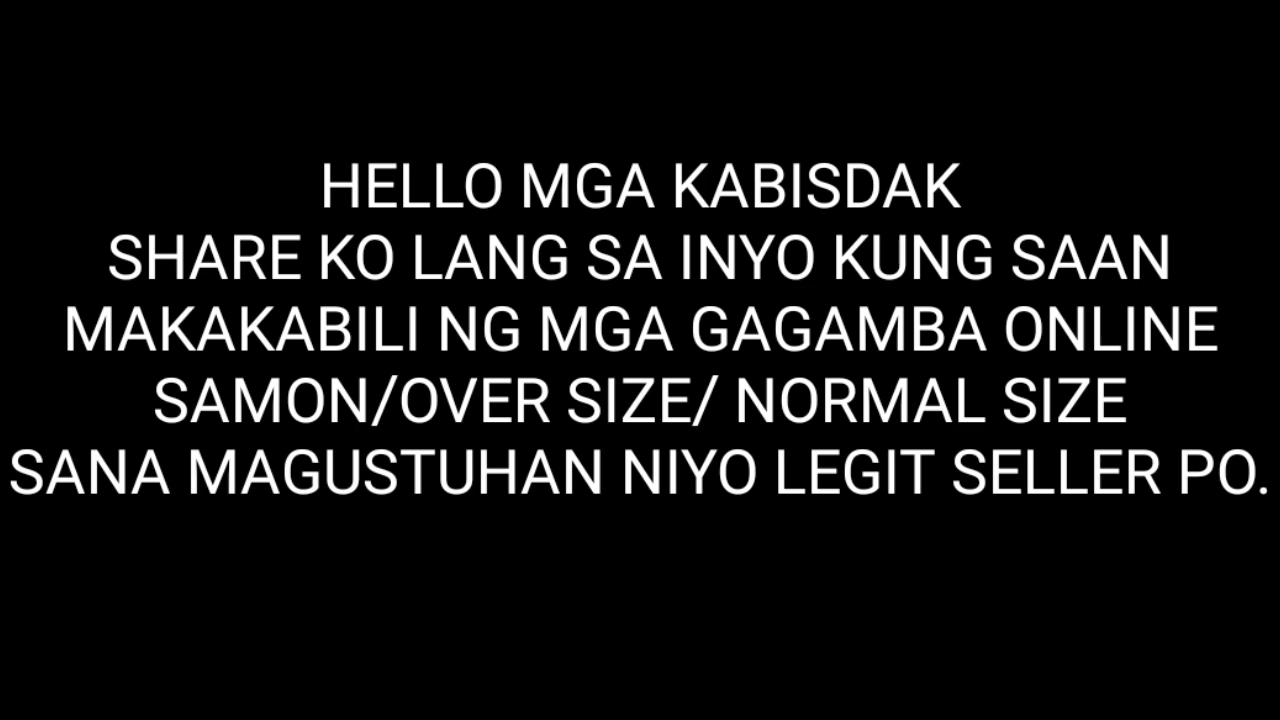 HELLO MGA KABISDAK
SHARE KO LANG SA INYO KUNG SAAN
MAKAKABILI NG MGA GAGAMBA ONLINE
SAMON/OVER SIZE/ NORMAL SIZE
SANA MAGUSTUHAN NIYO LEGIT SELLER PO.